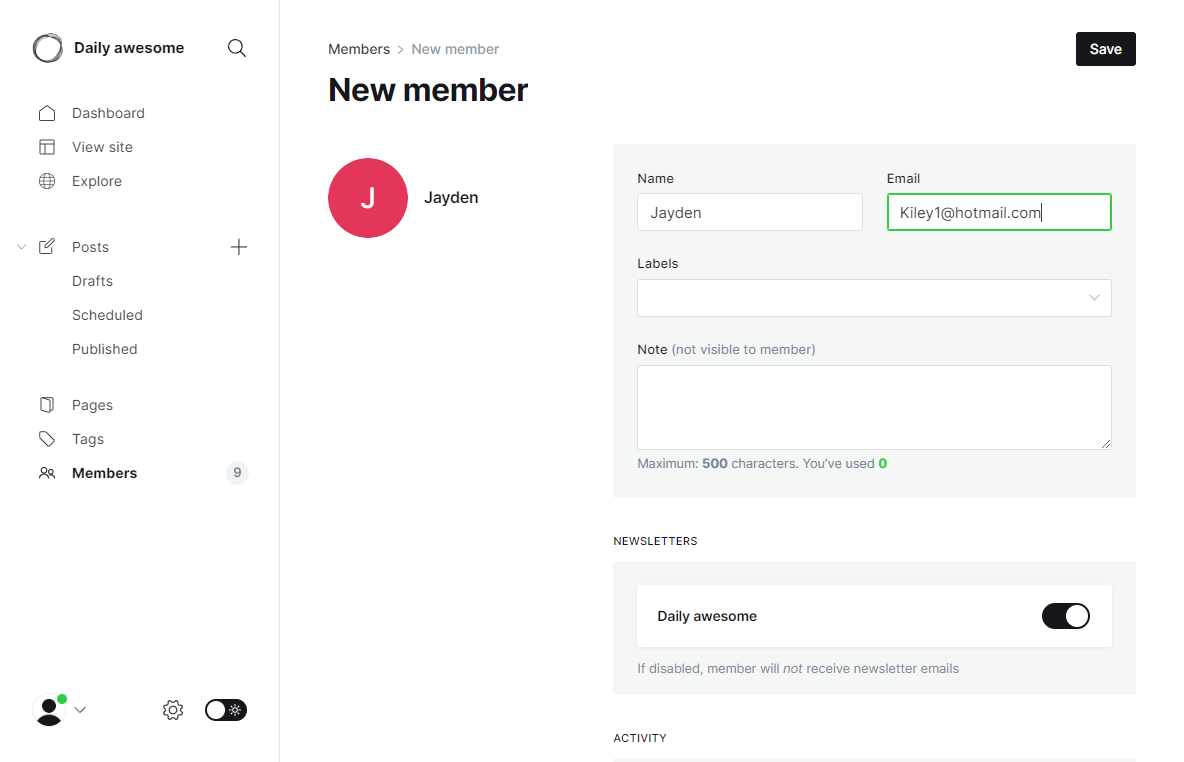 Daily awesome
Dashboard
View site
Explore
Posts
Drafts
Scheduled
Published
Pages
Tags
Members 9
Members > New member
Save
New member
J
Jayden
Name
Email
Jayden
Kiley1@hotmail.com
Labels
Note (not visible to member)
Maximum: 500 characters. You’ve used 0
NEWSLETTERS
Daily awesome
If disabled, member will not receive newsletter emails
ACTIVITY